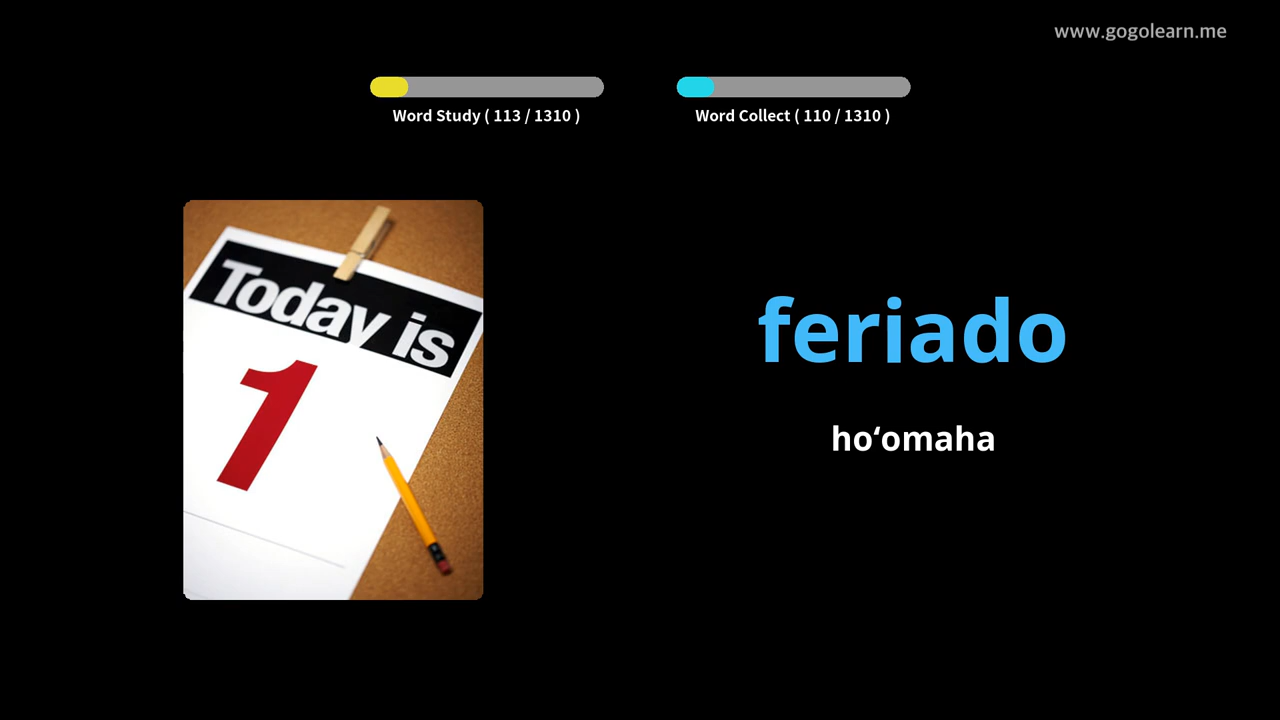 www.gogolearn.me
Word Study ( 113 / 1310 )
Word Collect ( 110 / 1310 )
Today is
1
feriado
hoʻomaha